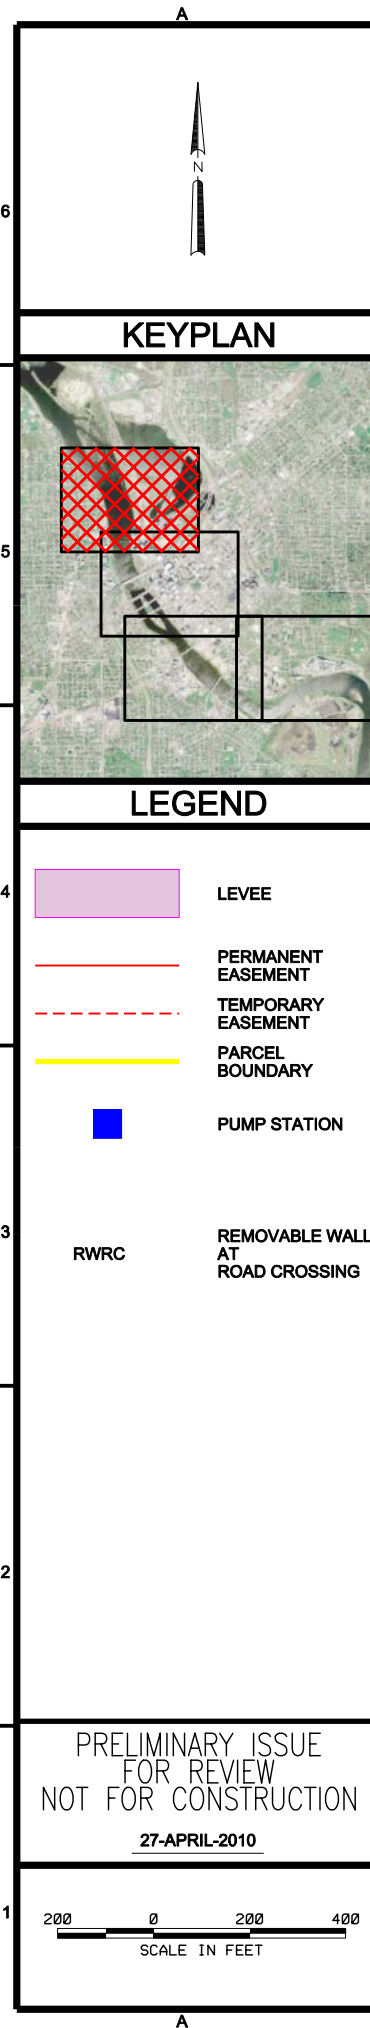 A
N
6
KEYPLAN
5
LEGEND
4
LEVEE
PERMANENT
EASEMENT
TEMPORARY
EASEMENT
PARCEL
BOUNDARY
PUMP STATION
3
RWRC
REMOVABLE WALL
AT
ROAD CROSSING
2
PRELIMINARY ISSUE
FOR REVIEW
NOT FOR CONSTRUCTION
27-APRIL-2010
1
200 0 200 400
SCALE IN FEET
A